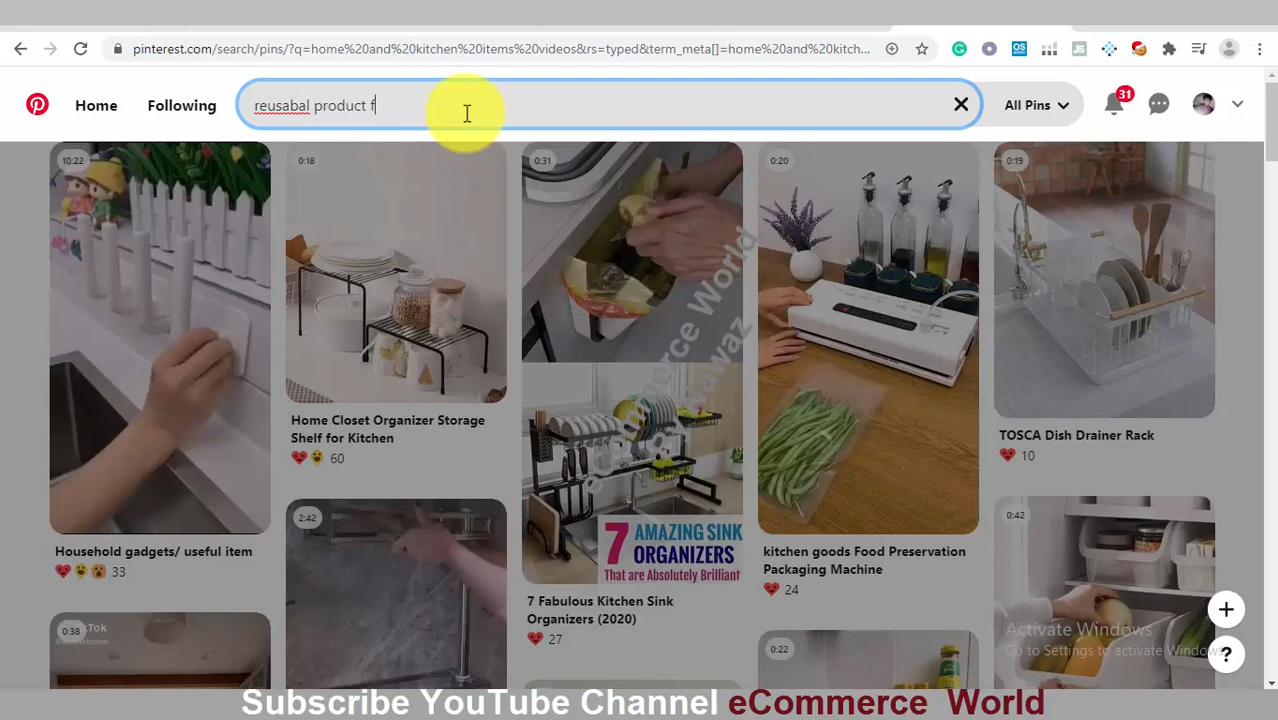 pinterest.com/search/pins/?q=home%20and%20kitchen%20items%20videos&rs=typed&term_meta[]=home%20and%20kitch...
Home
Following
reusabal product f
All Pins
31
10:22
0:18
0:31
0:20
0:19
Home Closet Organizer Storage
Shelf for Kitchen
60
TOSCA Dish Drainer Rack
10
2:42
0:42
7 AMAZING SINK
ORGANIZERS
That are Absolutely Brilliant
Household gadgets/ useful item
33
kitchen goods Food Preservation
Packaging Machine
24
7 Fabulous Kitchen Sink
Organizers (2020)
27
0:38
0:22
Activate Windows
Go to Settings to activate Windows
Subscribe YouTube Channel eCommerce World